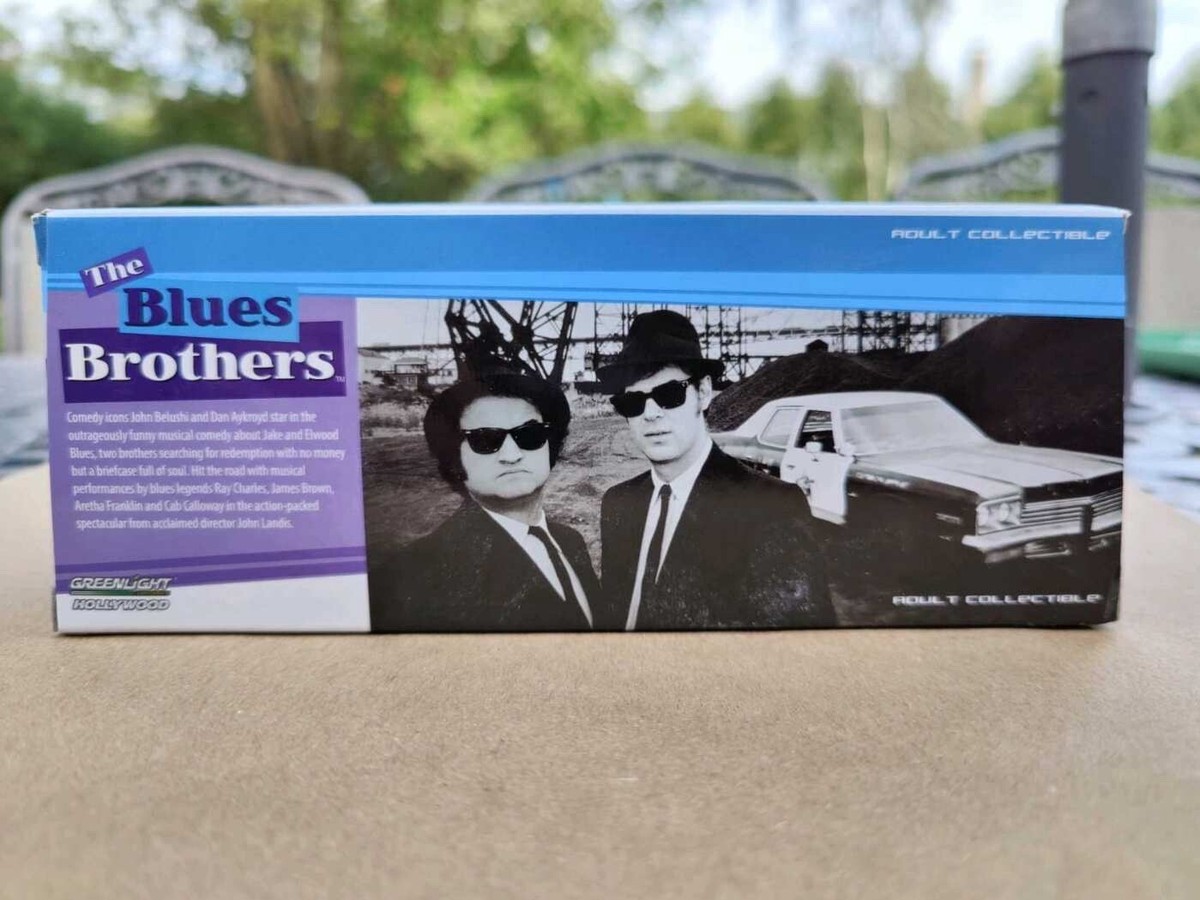 ADULT COLLECTIBLE
The
Blues
Brothers™
Comedy icons John Belushi and Dan Aykroyd star in the
outrageously funny musical comedy about Jake and Elwood
Blues, two brothers searching for redemption with no money
but a briefcase full of soul. Hit the road with musical
performances by blues legends Ray Charles, James Brown,
Aretha Franklin and Cab Calloway in the action-packed
spectacular from acclaimed director John Landis.
GREENLIGHT
HOLLYWOOD
ADULT COLLECTIBLE